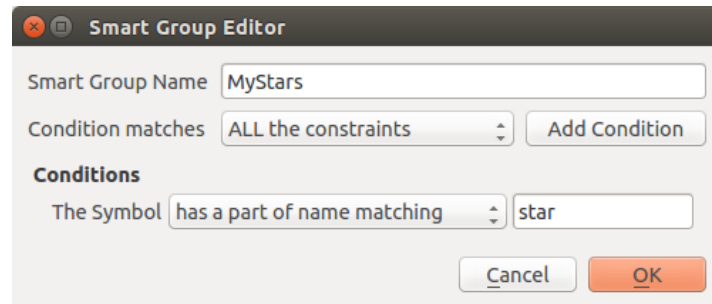 Smart Group Editor
Smart Group Name MyStars
Condition matches ALL the constraints Add Condition
Conditions
The Symbol has a part of name matching star
Cancel OK